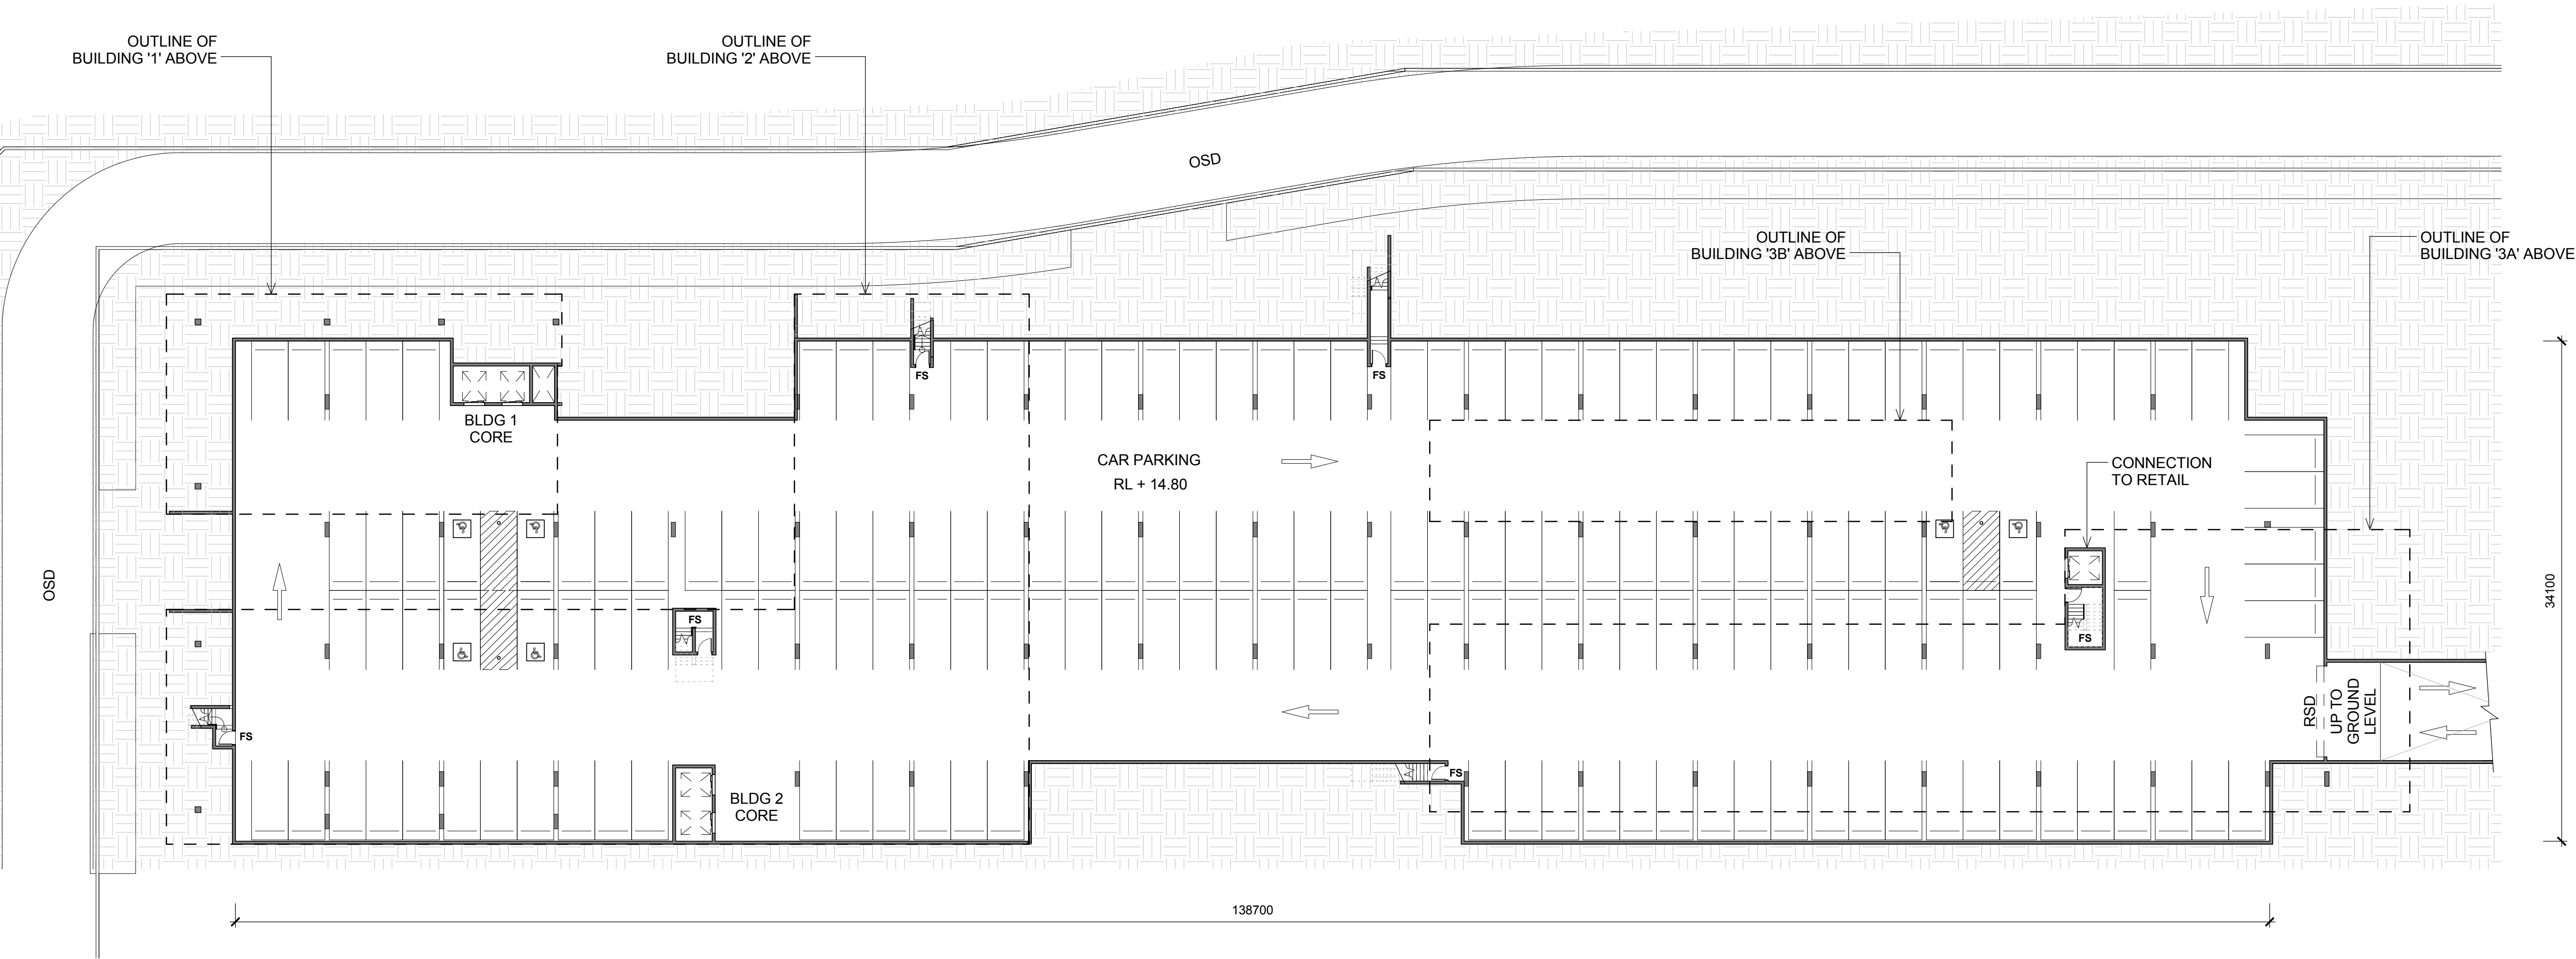 OUTLINE OF
BUILDING '1' ABOVE
OUTLINE OF
BUILDING '2' ABOVE
OSD
OUTLINE OF
BUILDING '3B' ABOVE
OUTLINE OF
BUILDING '3A' ABOVE
FS
FS
BLDG 1
CORE
CAR PARKING
RL + 14.80
CONNECTION
TO RETAIL
OSD
34100
FS
FS
FS
RSD
UP TO
GROUND
LEVEL
FS
BLDG 2
CORE
138700